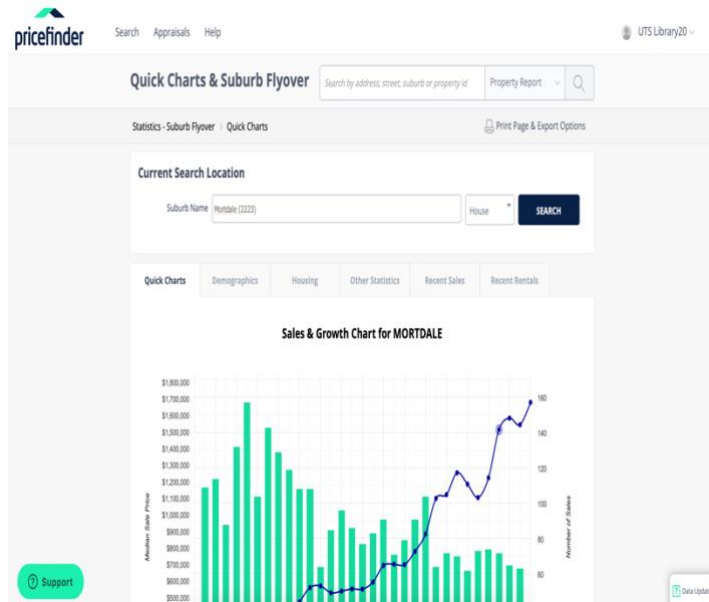 pricefinder
Search Appraisals Help
UTS Library20
Quick Charts & Suburb Flyover
Search by address, street, suburb or property id
Property Report
Statistics - Suburb Flyover > Quick Charts
Print Page & Export Options
Current Search Location
Suburb Name
Mortdale (2223)
House
SEARCH
Quick Charts
Demographics
Housing
Other Statistics
Recent Sales
Recent Rentals
Sales & Growth Chart for MORTDALE
$1,800,000
$1,700,000
$1,600,000
$1,500,000
$1,400,000
$1,300,000
$1,200,000
$1,100,000
$1,000,000
$900,000
$800,000
$700,000
$600,000
$500,000
Median Sale Price
160
140
120
100
80
60
Number of Sales
? Support
? Data Updat